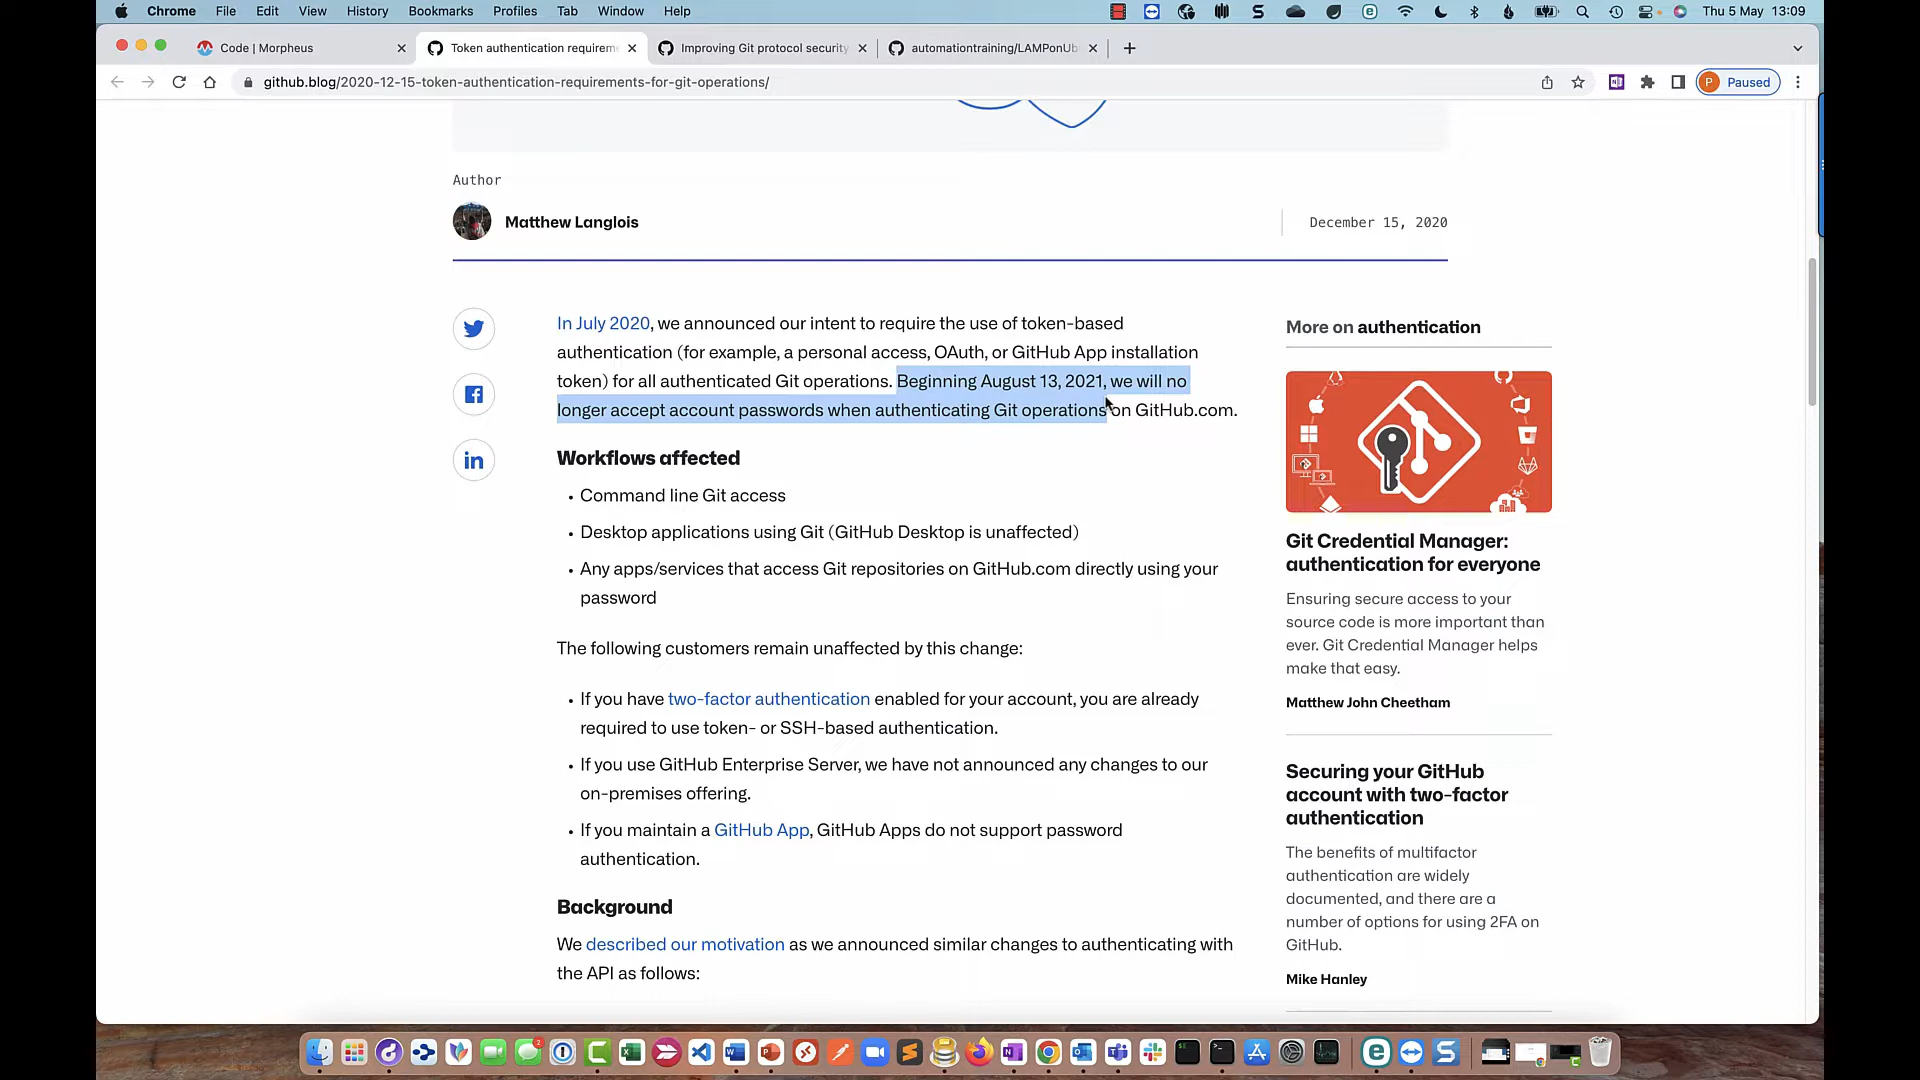 Chrome File Edit View History Bookmarks Profiles Tab Window Help Thu 5 May 13:09
Code | Morpheus Token authentication requirem Improving Git protocol security automationtraining/LAMPonUb
github.blog/2020-12-15-token-authentication-requirements-for-git-operations/ P Paused
Author
Matthew Langlois December 15, 2020
In July 2020, we announced our intent to require the use of token-based
authentication (for example, a personal access, OAuth, or GitHub App installation
token) for all authenticated Git operations. Beginning August 13, 2021, we will no
longer accept account passwords when authenticating Git operations on GitHub.com.
Workflows affected
• Command line Git access
• Desktop applications using Git (GitHub Desktop is unaffected)
• Any apps/services that access Git repositories on GitHub.com directly using your
password
The following customers remain unaffected by this change:
• If you have two-factor authentication enabled for your account, you are already
required to use token- or SSH-based authentication.
• If you use GitHub Enterprise Server, we have not announced any changes to our
on-premises offering.
• If you maintain a GitHub App, GitHub Apps do not support password
authentication.
Background
We described our motivation as we announced similar changes to authenticating with
the API as follows:
More on authentication
Git Credential Manager:
authentication for everyone
Ensuring secure access to your
source code is more important than
ever. Git Credential Manager helps
make that easy.
Matthew John Cheetham
Securing your GitHub
account with two-factor
authentication
The benefits of multifactor
authentication are widely
documented, and there are a
number of options for using 2FA on
GitHub.
Mike Hanley